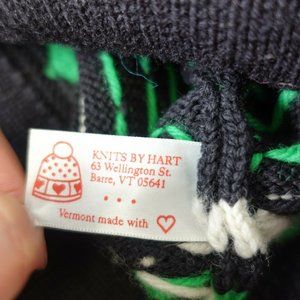 KNITS BY HART
63 Wellington St.
Barre, VT 05641
Vermont made with